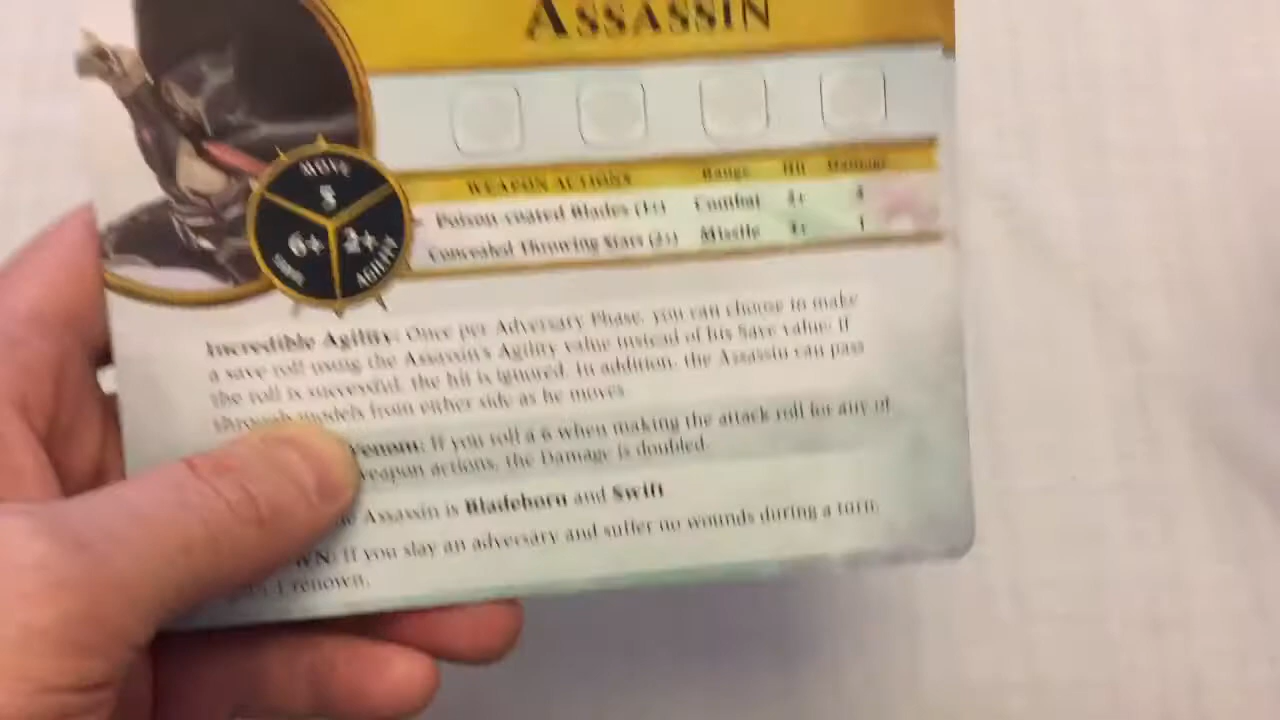 ASSASSIN
MOVE
5
6+ 2+
SAVE AGILITY
WEAPON ACTIONS Range Hit Damage
Poison-coated Blades (1+) Combat
Concealed Throwing Stars (2+) Missile 1
Incredible Agility: Once per Adversary Phase, you can choose to make
a save roll using the Assassin's Agility value instead of his Save value; if
the roll is successful, the hit is ignored. In addition, the Assassin can pass
through models from either side as he moves.
Venom: If you roll a 6 when making the attack roll for any of
weapon actions, the Damage is doubled.
Assassin is Bladeborn and Swift
WN: If you slay an adversary and suffer no wounds during a turn,
1 renown.